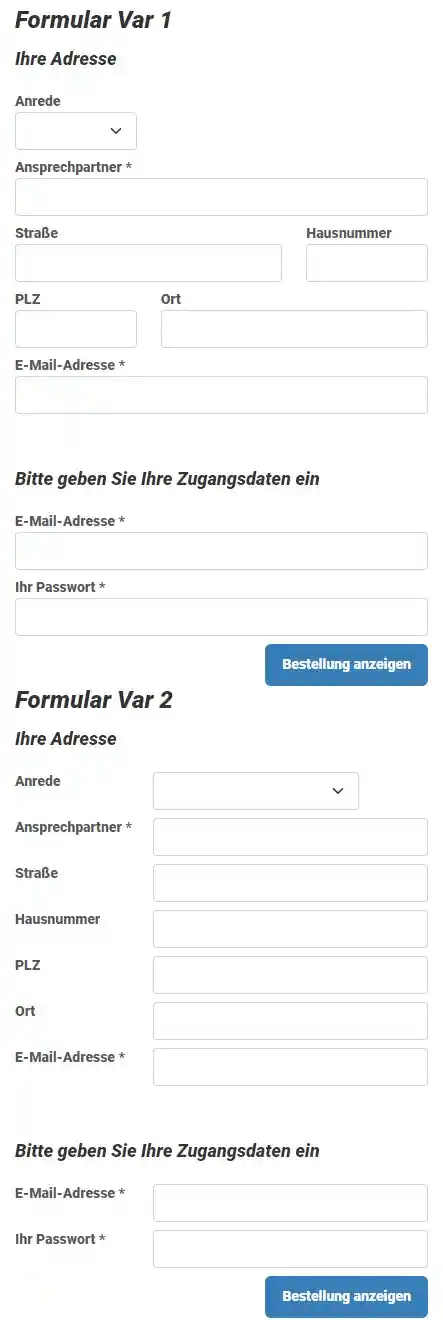 Formular Var 1
Ihre Adresse
Anrede
Ansprechpartner *
Straße Hausnummer
PLZ Ort
E-Mail-Adresse *
Bitte geben Sie Ihre Zugangsdaten ein
E-Mail-Adresse *
Ihr Passwort *
Bestellung anzeigen
Formular Var 2
Ihre Adresse
Anrede
Ansprechpartner *
Straße
Hausnummer
PLZ
Ort
E-Mail-Adresse *
Bitte geben Sie Ihre Zugangsdaten ein
E-Mail-Adresse *
Ihr Passwort *
Bestellung anzeigen